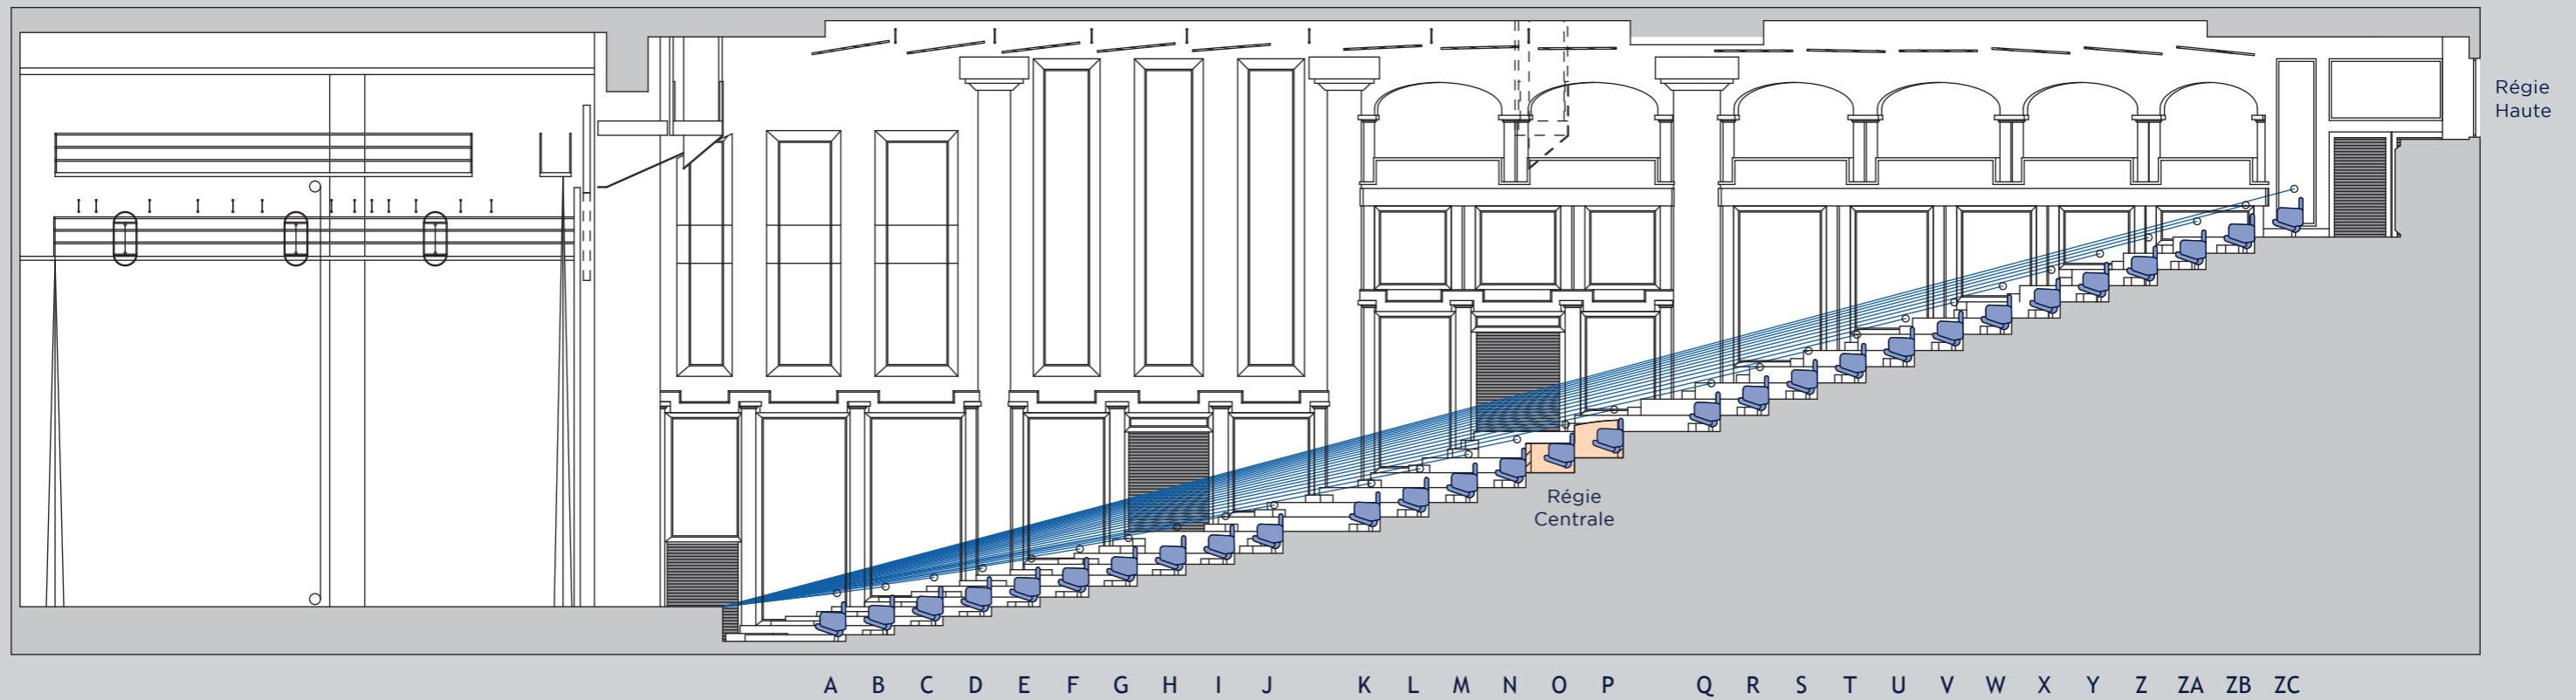 Régie
Haute
Régie
Centrale
A B C D E F G H I J K L M N O P Q R S T U V W X Y Z ZA ZB ZC